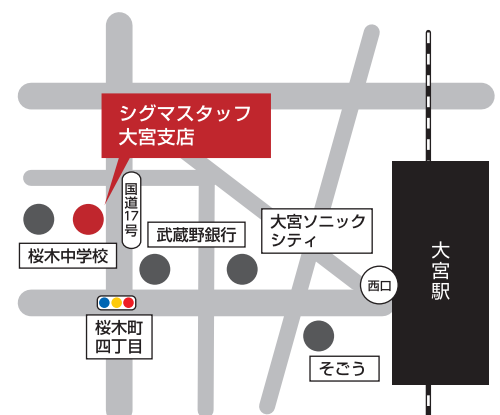 シグマスタッフ
大宮支店
国道17号
桜木中学校
武蔵野銀行
大宮ソニック
シティ
西口
大宮駅
桜木町
四丁目
そごう